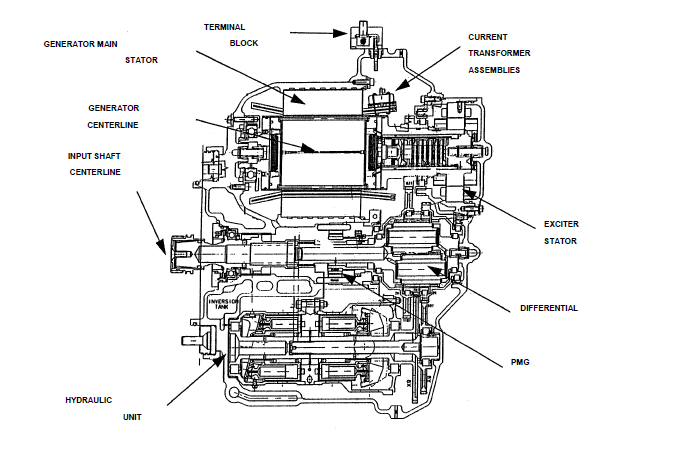 TERMINAL
BLOCK
GENERATOR MAIN
STATOR
CURRENT
TRANSFORMER
ASSEMBLIES
GENERATOR
CENTERLINE
INPUT SHAFT
CENTERLINE
EXCITER
STATOR
INVERSION
TANK
DIFFERENTIAL
PMG
HYDRAULIC
UNIT